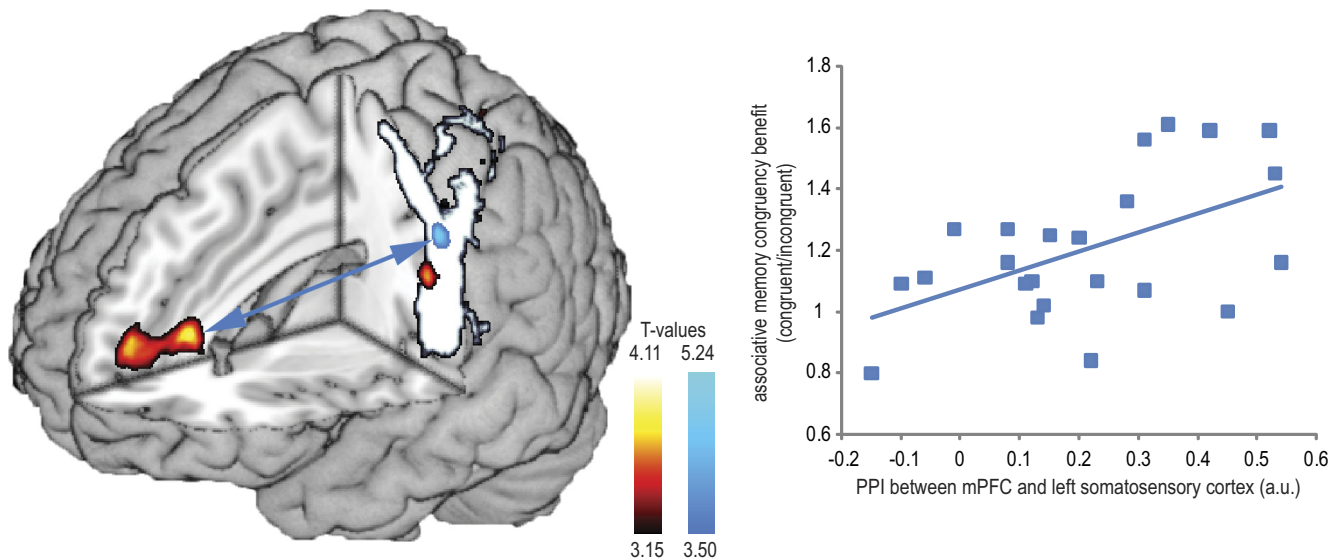 T-values
4.11 5.24
3.15 3.50
associative memory congruency benefit
(congruent/incongruent)
1.8
1.6
1.4
1.2
1
0.8
0.6
-0.2 -0.1 0 0.1 0.2 0.3 0.4 0.5 0.6
PPI between mPFC and left somatosensory cortex (a.u.)